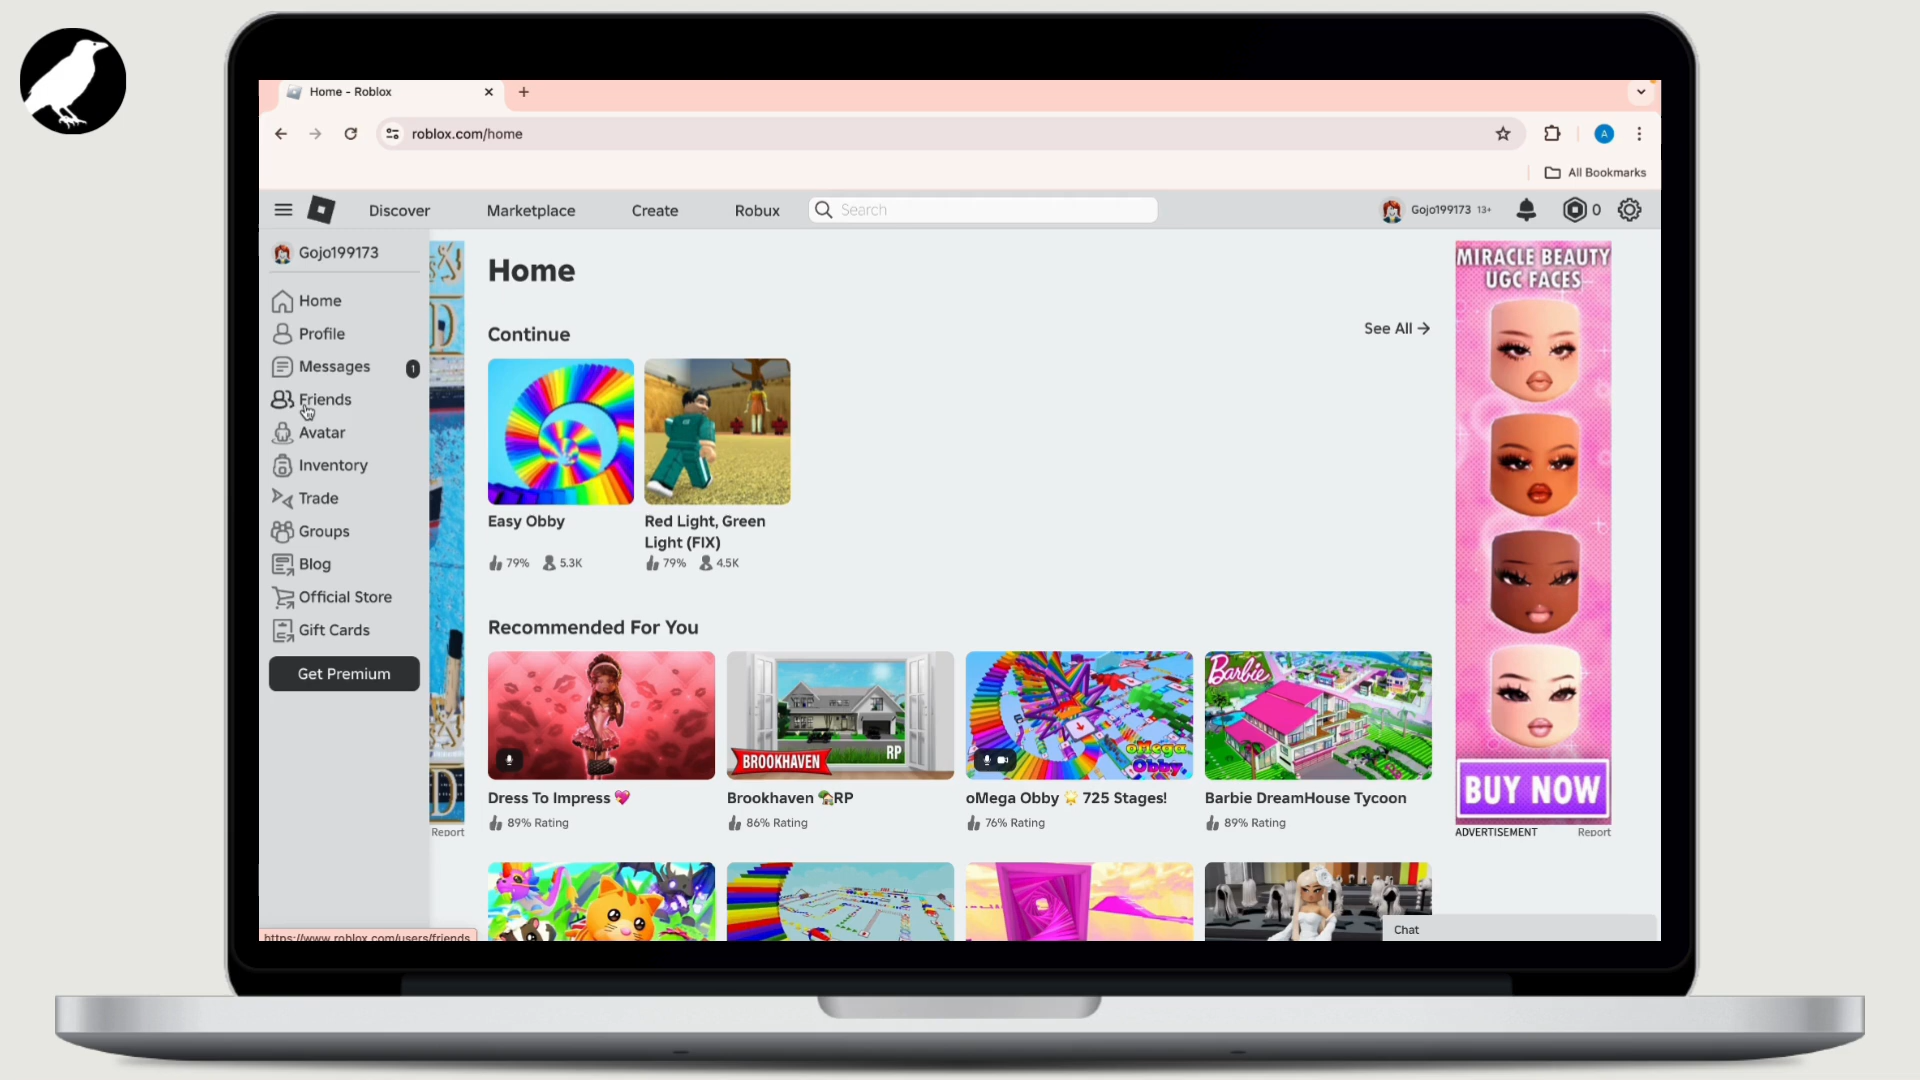 Home - Roblox
roblox.com/home
All Bookmarks
Discover
Marketplace
Create
Robux
Search
Gojo199173 13+
0
Gojo199173
Home
Profile
Messages
1
Friends
Avatar
Inventory
Trade
Groups
Blog
Official Store
Gift Cards
Get Premium
Report
https://www.roblox.com/users/friends
Home
Continue
See All →
Easy Obby
79% 5.3K
Red Light, Green
Light (FIX)
79% 4.5K
Recommended For You
BROOKHAVEN
RP
oMega
Obby
Barbie
Dress To Impress 💖
89% Rating
Brookhaven 🏡RP
86% Rating
oMega Obby 🌟 725 Stages!
76% Rating
Barbie DreamHouse Tycoon
89% Rating
MIRACLE BEAUTY
UGC FACES
BUY NOW
ADVERTISEMENT
Report
Chat
A